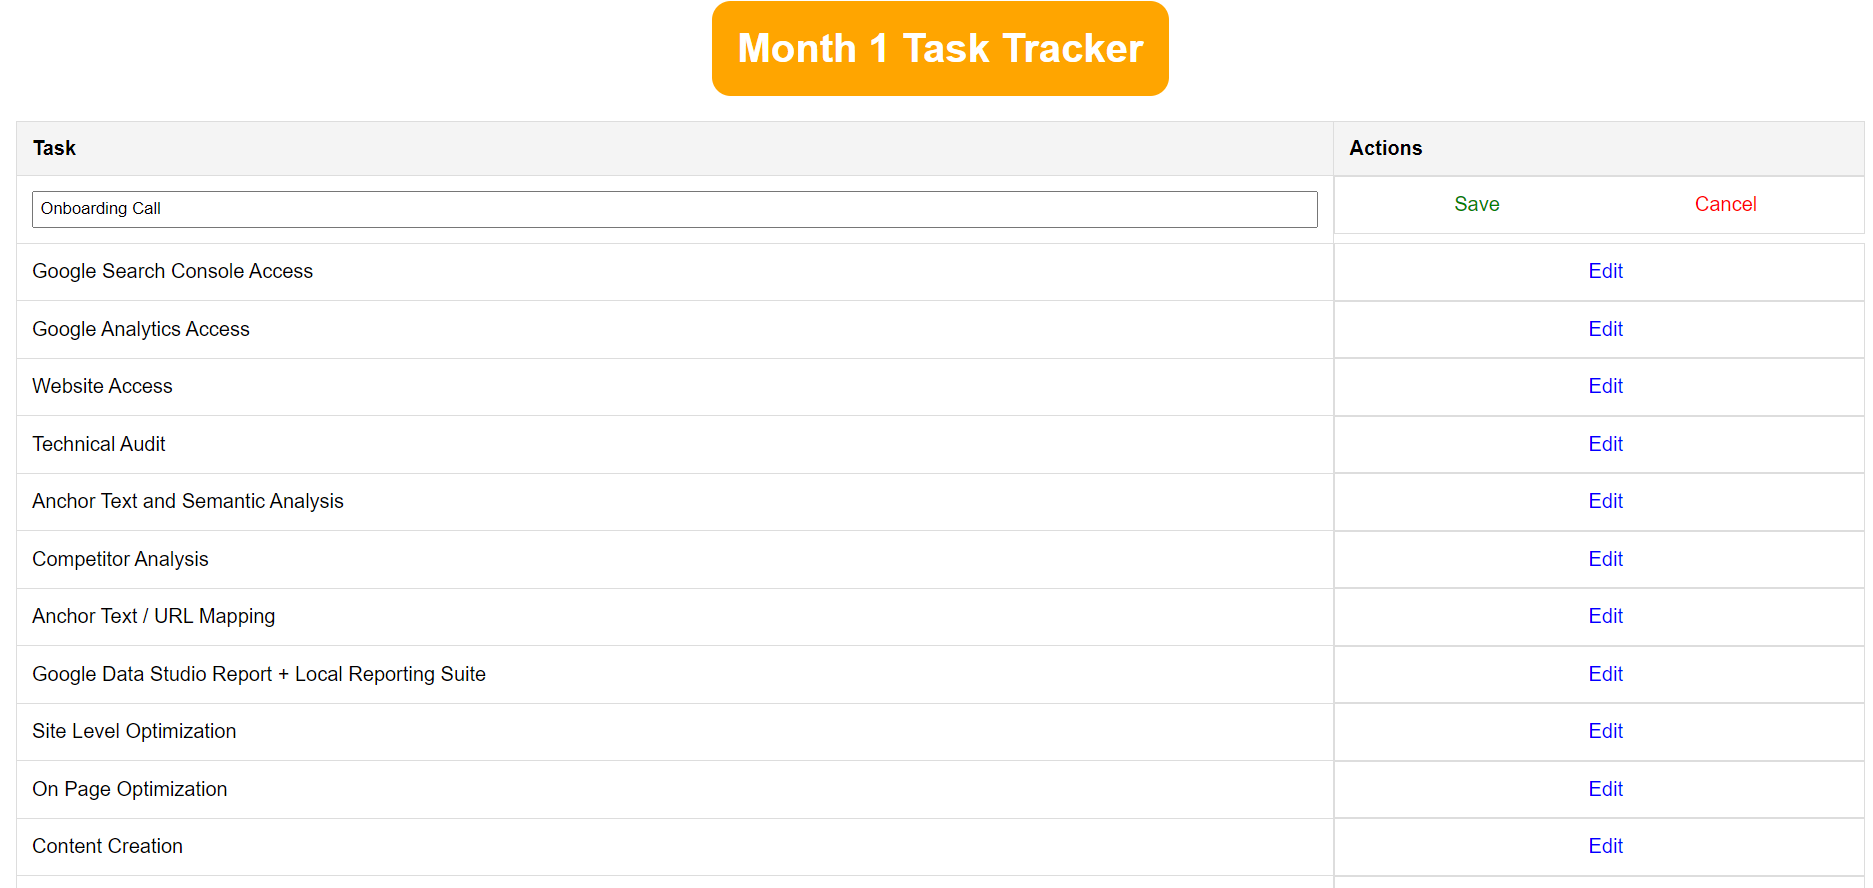 Month 1 Task Tracker
Task Actions
Onboarding Call Save Cancel
Google Search Console Access Edit
Google Analytics Access Edit
Website Access Edit
Technical Audit Edit
Anchor Text and Semantic Analysis Edit
Competitor Analysis Edit
Anchor Text / URL Mapping Edit
Google Data Studio Report + Local Reporting Suite Edit
Site Level Optimization Edit
On Page Optimization Edit
Content Creation Edit